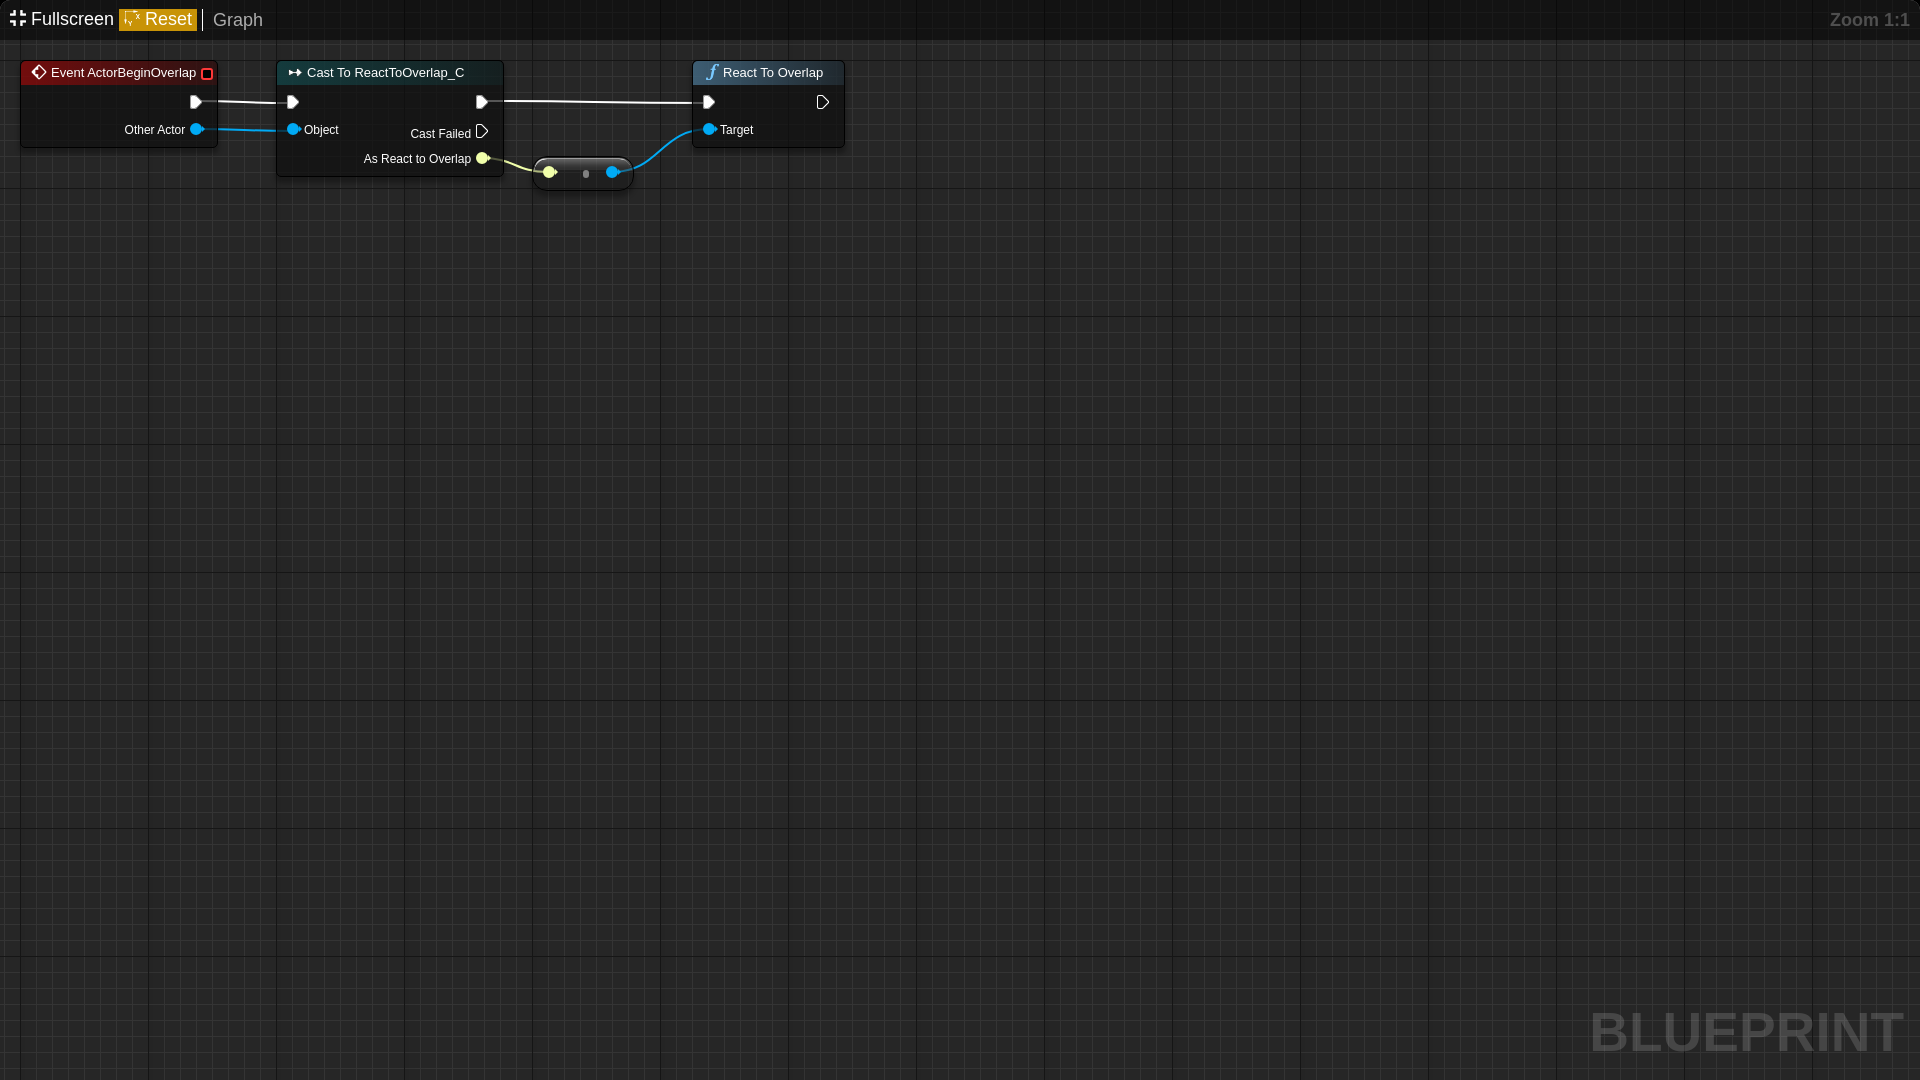 Fullscreen Reset Graph Zoom 1:1
Event ActorBeginOverlap
Other Actor
Cast To ReactToOverlap_C
Object
Cast Failed
As React to Overlap
React To Overlap
Target
BLUEPRINT